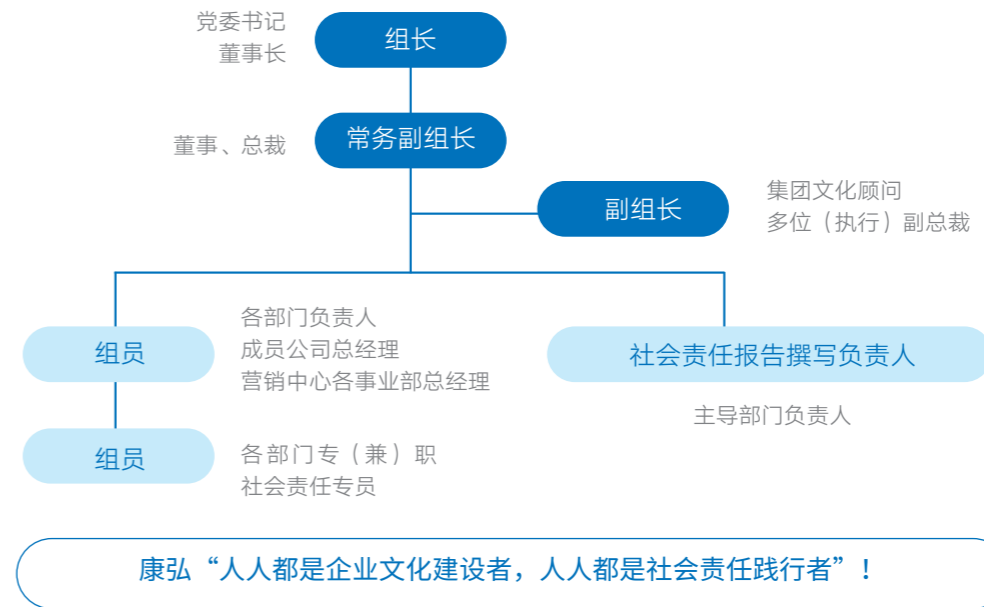 党委书记
董事长
组长
董事、总裁
常务副组长
副组长
集团文化顾问
多位（执行）副总裁
组员
各部门负责人
成员公司总经理
营销中心各事业部总经理
社会责任报告撰写负责人
主导部门负责人
组员
各部门专（兼）职
社会责任专员
康弘“人人都是企业文化建设者，人人都是社会责任践行者”！